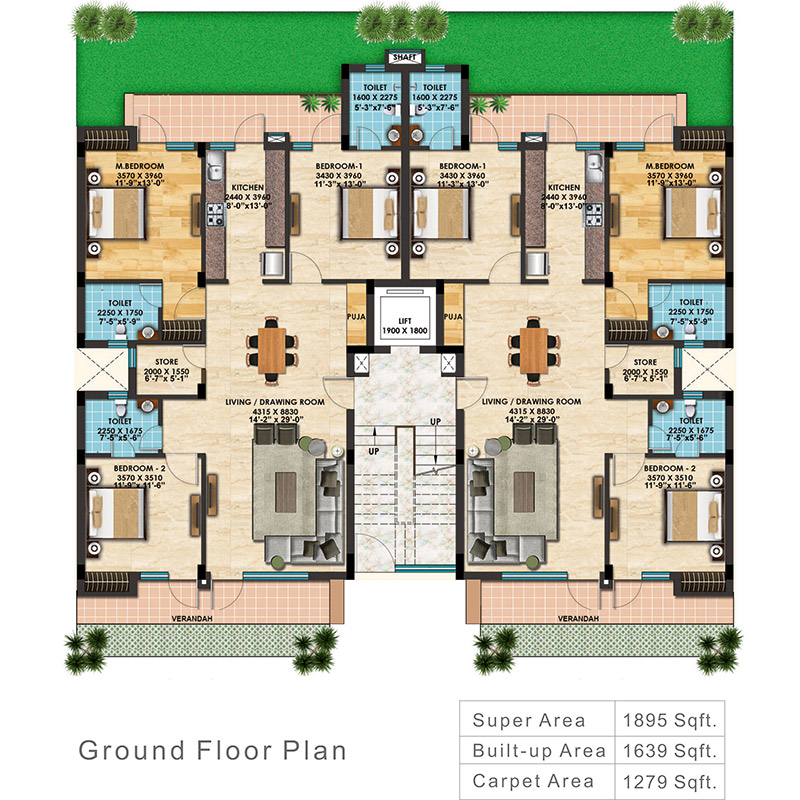 SHAFT
TOILET
1600 X 2275
5'-3"x7'-6"
TOILET
1600 X 2275
5'-3"x7'-6"
M.BEDROOM
3570 X 3960
11'-9"x13'-0"
KITCHEN
2440 X 3960
8'-0"x13'-0"
BEDROOM-1
3430 X 3960
11'-3"x 13'-0"
BEDROOM-1
3430 X 3960
11'-3"x 13'-0"
KITCHEN
2440 X 3960
8'-0"x13'-0"
M.BEDROOM
3570 X 3960
11'-9"x13'-0"
TOILET
2250 X 1750
7'-5"x5'-9"
PUJA
LIFT
1900 X 1800
PUJA
TOILET
2250 X 1750
7'-5"x5'-9"
STORE
2000 X 1550
6'-7"x 5'-1"
STORE
2000 X 1550
6'-7"x 5'-1"
LIVING / DRAWING ROOM
4315 X 8830
14'-2" x 29'-0"
LIVING / DRAWING ROOM
4315 X 8830
14'-2" x 29'-0"
TOILET
2250 X 1675
7'-5"x5'-6"
UP
UP
TOILET
2250 X 1675
7'-5"x5'-6"
BEDROOM - 2
3570 X 3510
11'-9"x 11'-6"
BEDROOM - 2
3570 X 3510
11'-9"x 11'-6"
VERANDAH
VERANDAH
Ground Floor Plan
Super Area 1895 Sqft.
Built-up Area 1639 Sqft.
Carpet Area 1279 Sqft.